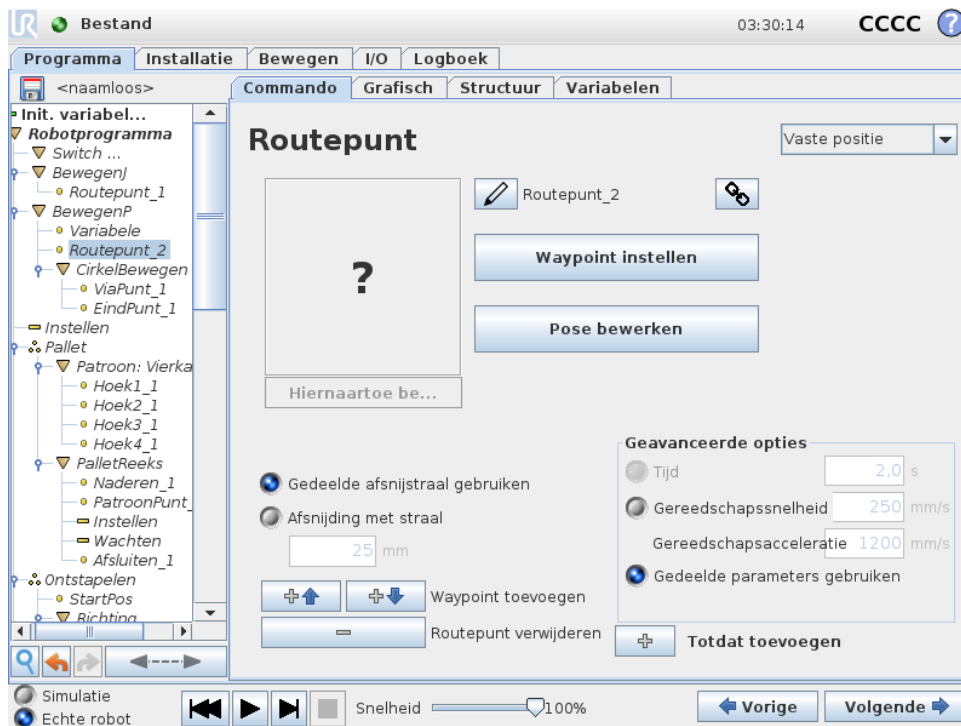 UR Bestand 03:30:14 CCCC ?
Programma Installatie Bewegen I/O Logboek
<naamloos>
Commando Grafisch Structuur Variabelen
Init. variabel...
Robotprogramma
Switch ...
BewegenJ
Routepunt_1
BewegenP
Variabele
Routepunt_2
CirkelBewegen
ViaPunt_1
EindPunt_1
Instellen
Pallet
Patroon: Vierka
Hoek1_1
Hoek2_1
Hoek3_1
Hoek4_1
PalletReeks
Naderen_1
PatroonPunt_
Instellen
Wachten
Afsluiten_1
Ontstapelen
StartPos
Richting
Routepunt
Vaste positie
?
Routepunt_2
Waypoint instellen
Pose bewerken
Hiernaartoe be...
Gedeelde afsnijstraal gebruiken
Afsnijding met straal
25 mm
Waypoint toevoegen
Routepunt verwijderen
Geavanceerde opties
Tijd 2,0 s
Gereedschapssnelheid 250 mm/s
Gereedschapsacceleratie 1200 mm/s
Gedeelde parameters gebruiken
Totdat toevoegen
Simulatie
Echte robot
Snelheid 100%
Vorige Volgende